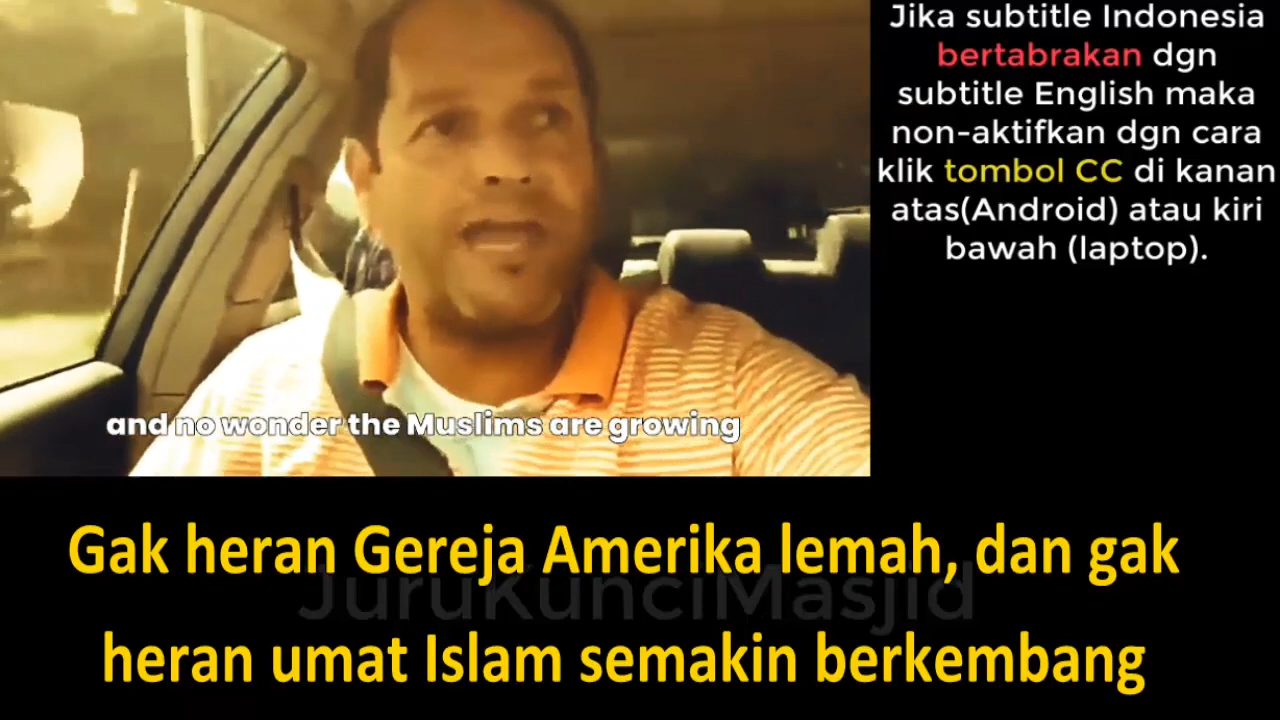 Jika subtitle Indonesia
bertabrakan dgn
subtitle English maka
non-aktifkan dgn cara
klik tombol CC di kanan
atas(Android) atau kiri
bawah (laptop).
and no wonder the Muslims are growing
Gak heran Gereja Amerika lemah, dan gak
JuruKunciMasjid
heran umat Islam semakin berkembang